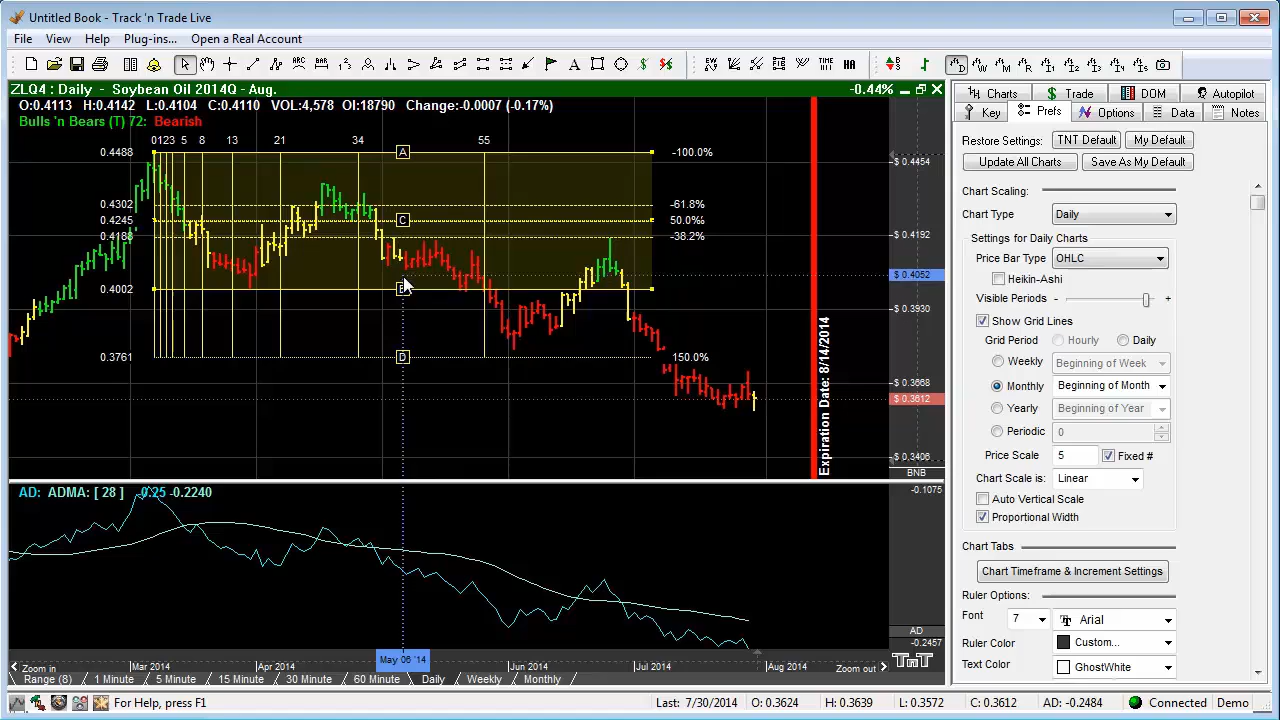 Untitled Book - Track 'n Trade Live
File View Help Plug-ins... Open a Real Account
ZLQ4 : Daily - Soybean Oil 2014Q - Aug. -0.44%
O:0.4113 H:0.4142 L:0.4104 C:0.4110 VOL:4,578 OI:18790 Change:-0.0007 (-0.17%)
Bulls 'n Bears (T) 72: Bearish
0 1 2 3 5 8 13 21 34 55
0.4488 A -100.0%
$ 0.4454
0.4302 -61.8%
0.4245 C 50.0%
0.4188 -38.2%
$ 0.4192
$ 0.4052
0.4002
$ 0.3930
0.3761 D 150.0%
$ 0.3668
$ 0.3612
$ 0.3406
BNB
Expiration Date: 8/14/2014
AD: ADMA: [ 28 ] -0.25 -0.2240
-0.1075
AD
-0.2457
Zoom in Mar 2014 Apr 2014 May 06 '14 Jun 2014 Jul 2014 Aug 2014 Zoom out
TNT
Range (8) 1 Minute 5 Minute 15 Minute 30 Minute 60 Minute Daily Weekly Monthly
Charts Trade DOM Autopilot
Key Prefs Options Data Notes
Restore Settings: TNT Default My Default
Update All Charts Save As My Default
Chart Scaling:
Chart Type Daily
Settings for Daily Charts
Price Bar Type OHLC
Heikin-Ashi
Visible Periods - +
Show Grid Lines
Grid Period Hourly Daily
Weekly Beginning of Week
Monthly Beginning of Month
Yearly Beginning of Year
Periodic 0
Price Scale 5 Fixed #
Chart Scale is: Linear
Auto Vertical Scale
Proportional Width
Chart Tabs
Chart Timeframe & Increment Settings
Ruler Options:
Font 7 Arial
Ruler Color Custom...
Text Color GhostWhite
For Help, press F1 Last: 7/30/2014 O: 0.3624 H: 0.3639 L: 0.3572 C: 0.3612 AD: -0.2484 Connected Demo